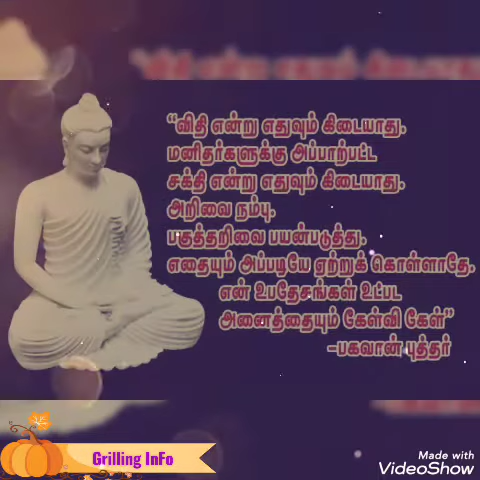 “விதி என்று எதுவும் கிடையாது.
மனிதர்களுக்கு அப்பாற்பட்ட
சக்தி என்று எதுவும் கிடையாது.
அறிவை நம்பு.
பகுத்தறிவை பயன்படுத்து.
எதையும் அப்படியே ஏற்றுக் கொள்ளாதே.
என் உபதேசங்கள் உட்பட
அனைத்தையும் கேள்வி கேள்”
-பகவான் புத்தர்
Grilling InFo
Made with
VideoShow